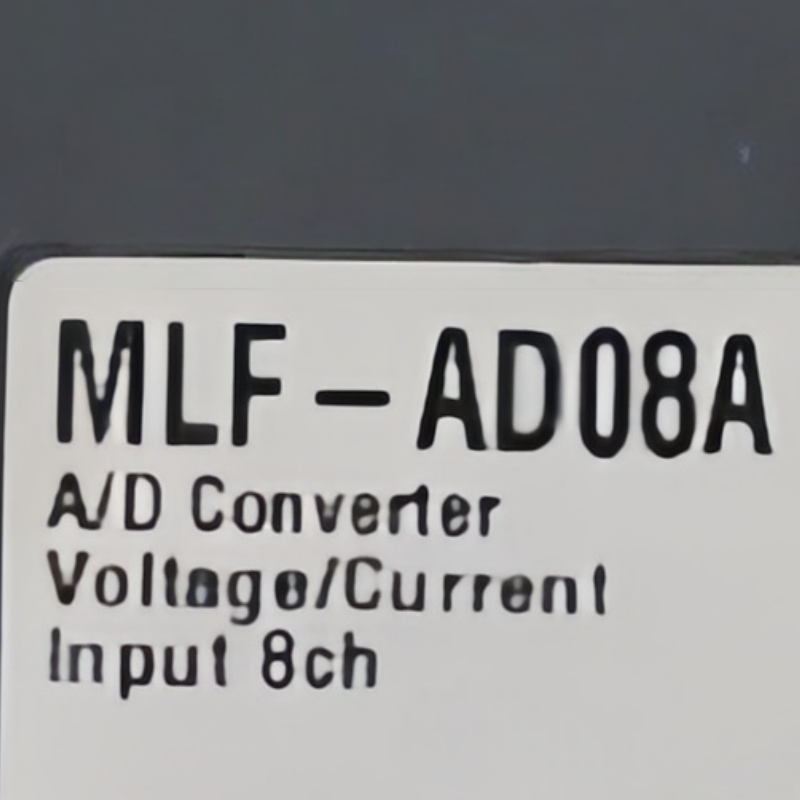 MLF-AD08A
A/D Converter
Voltage/Current
Input 8ch